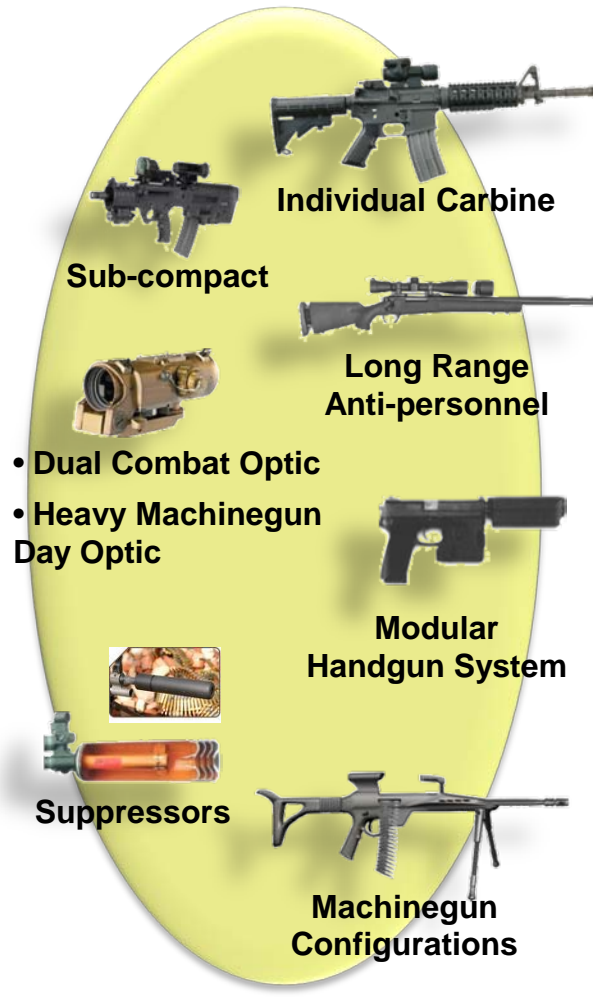 Individual Carbine
Sub-compact
Long Range
Anti-personnel
• Dual Combat Optic
• Heavy Machinegun
Day Optic
Modular
Handgun System
Suppressors
Machinegun
Configurations